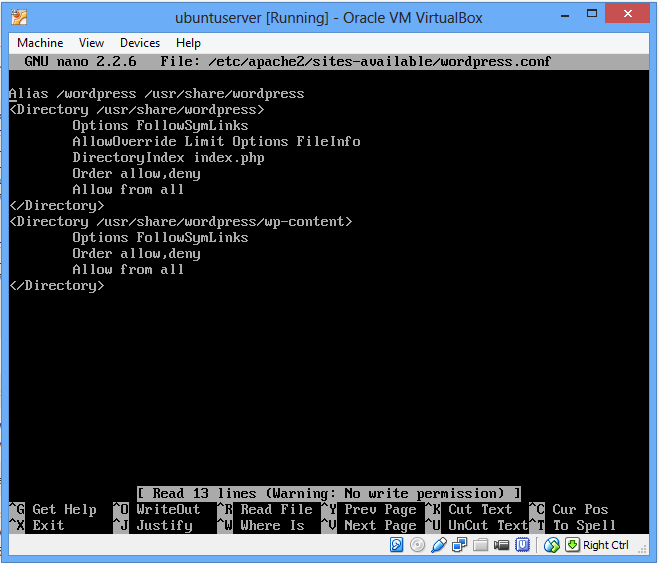 ubuntuserver [Running] - Oracle VM VirtualBox
Machine View Devices Help
GNU nano 2.2.6 File: /etc/apache2/sites-available/wordpress.conf
Alias /wordpress /usr/share/wordpress
<Directory /usr/share/wordpress>
Options FollowSymLinks
AllowOverride Limit Options FileInfo
DirectoryIndex index.php
Order allow,deny
Allow from all
</Directory>
<Directory /usr/share/wordpress/wp-content>
Options FollowSymLinks
Order allow,deny
Allow from all
</Directory>
[ Read 13 lines (Warning: No write permission) ]
^G Get Help ^O WriteOut ^R Read File ^Y Prev Page ^K Cut Text ^C Cur Pos
^X Exit ^J Justify ^W Where Is ^V Next Page ^U UnCut Text ^T To Spell
Right Ctrl